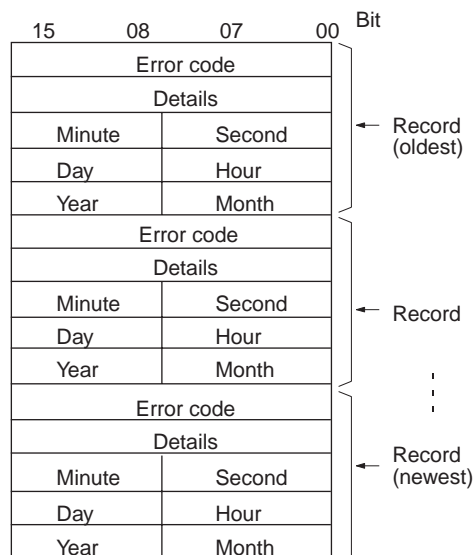 15 08 07 00 Bit
Error code
Details
Minute Second
Day Hour
Year Month
Record
(oldest)
Error code
Details
Minute Second
Day Hour
Year Month
Record
Error code
Details
Minute Second
Day Hour
Year Month
Record
(newest)